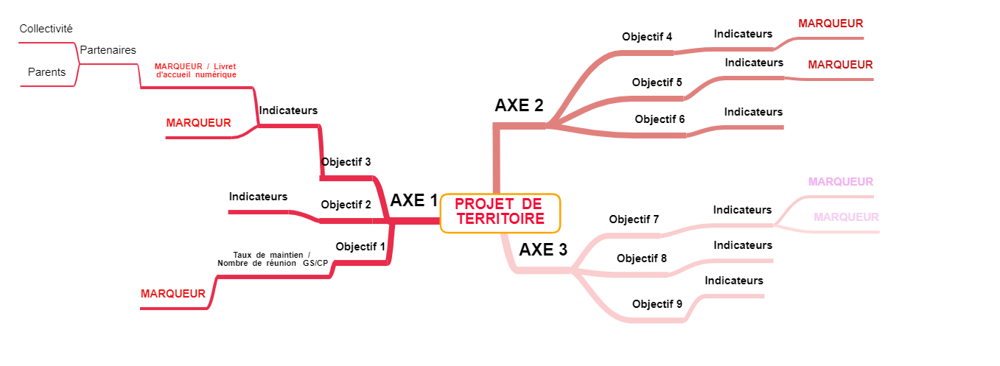 PROJET DE
TERRITOIRE
AXE 1
Objectif 1
Taux de maintien /
Nombre de réunion GS/CP
MARQUEUR
Objectif 2
Indicateurs
Objectif 3
Indicateurs
MARQUEUR
MARQUEUR / Livret
d'accueil numérique
Partenaires
Collectivité
Parents
AXE 2
Objectif 4
Indicateurs
MARQUEUR
Objectif 5
Indicateurs
MARQUEUR
Objectif 6
Indicateurs
AXE 3
Objectif 7
Indicateurs
MARQUEUR
MARQUEUR
Objectif 8
Indicateurs
Objectif 9
Indicateurs